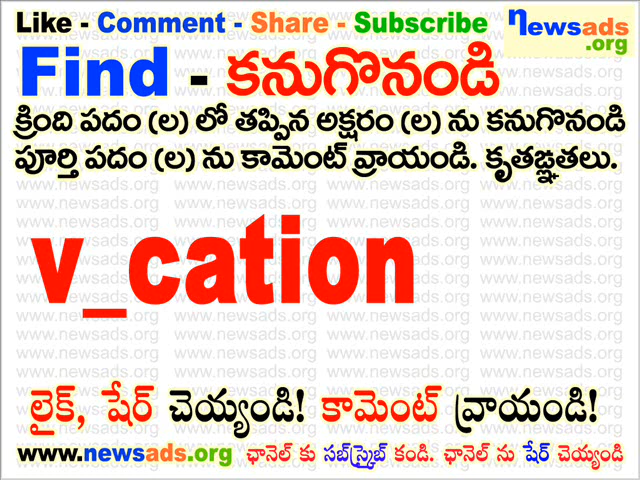 Like - Comment - Share - Subscribe
newsads
.org
Find - కనుగొనండి
క్రింది పదం (ల) లో తప్పిన అక్షరం (ల) ను కనుగొనండి
పూర్తి పదం (ల) ను కామెంట్ వ్రాయండి. కృతజ్ఞతలు.
v_cation
లైక్, షేర్ చెయ్యండి! కామెంట్ వ్రాయండి!
www.newsads.org ఛానెల్ కు సబ్‌స్క్రైబ్ కండి. ఛానెల్ ను షేర్ చెయ్యండి